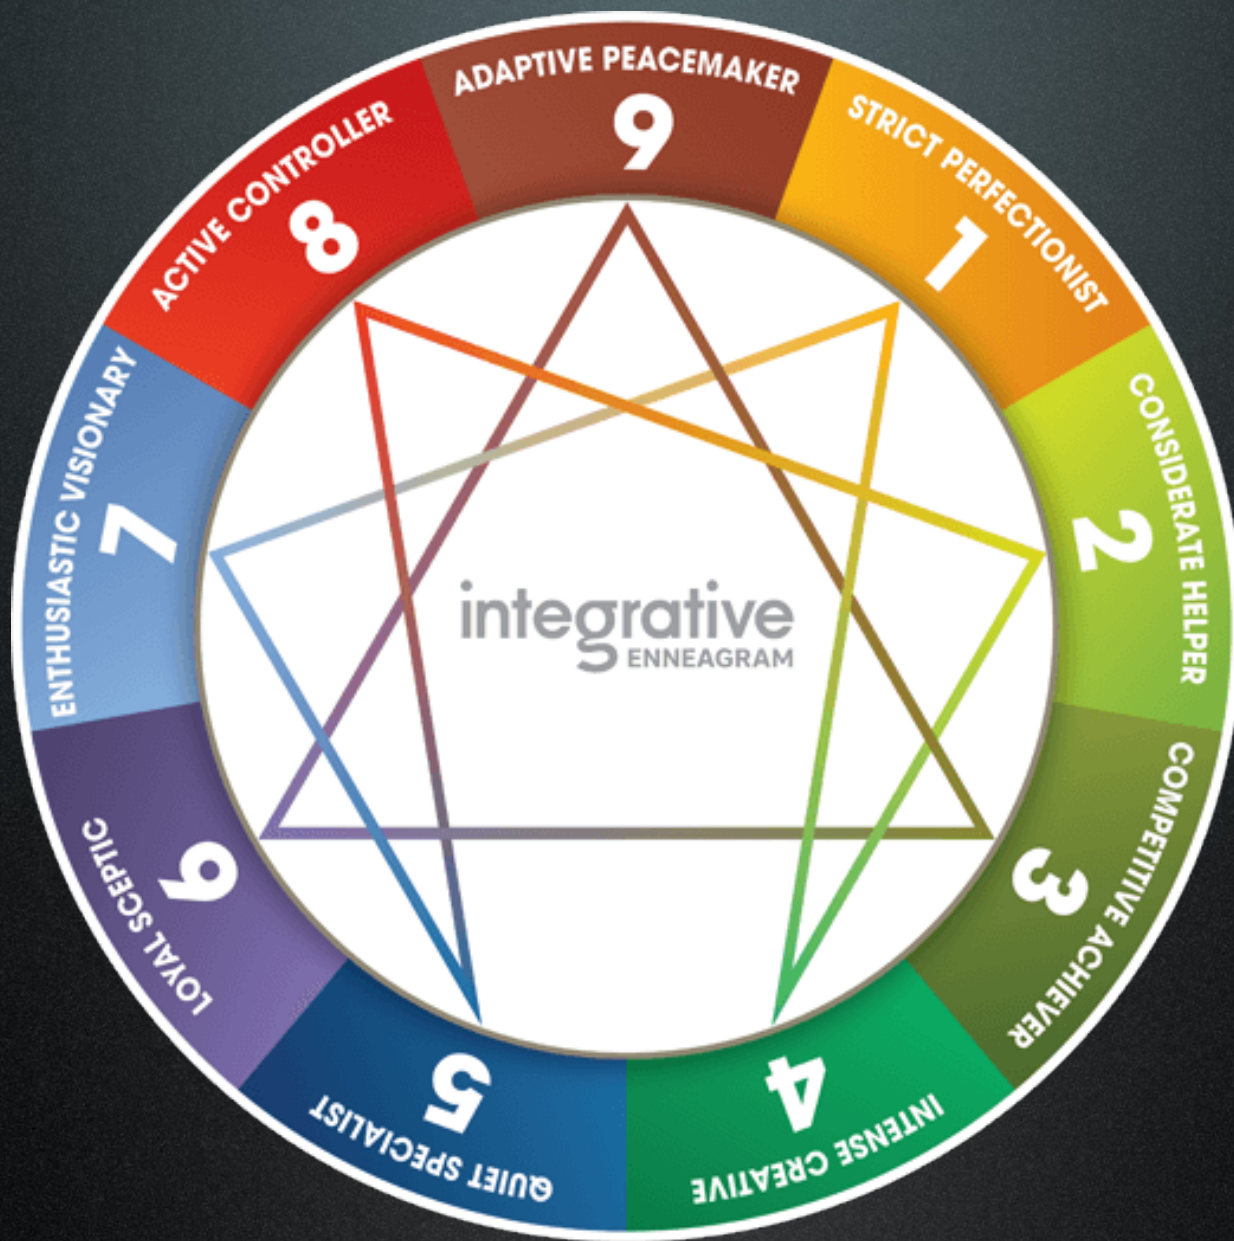 ADAPTIVE PEACEMAKER
9
STRICT PERFECTIONIST
1
CONSIDERATE HELPER
2
COMPETITIVE ACHIEVER
3
INTENSE CREATIVE
4
QUIET SPECIALIST
5
LOYAL SCEPTIC
6
ENTHUSIASTIC VISIONARY
7
ACTIVE CONTROLLER
8
integrative
ENNEAGRAM